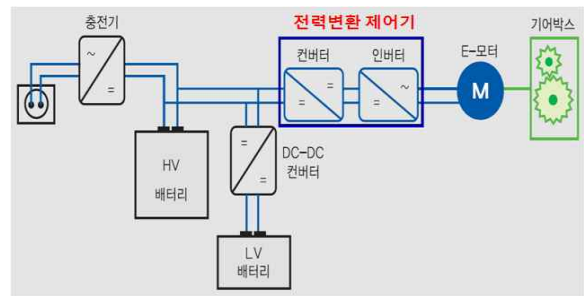 충전기
전력변환 제어기
컨버터
인버터
E-모터
기어박스
~
=
=
=
=
~
M
HV
배터리
=
=
DC-DC
컨버터
LV
배터리